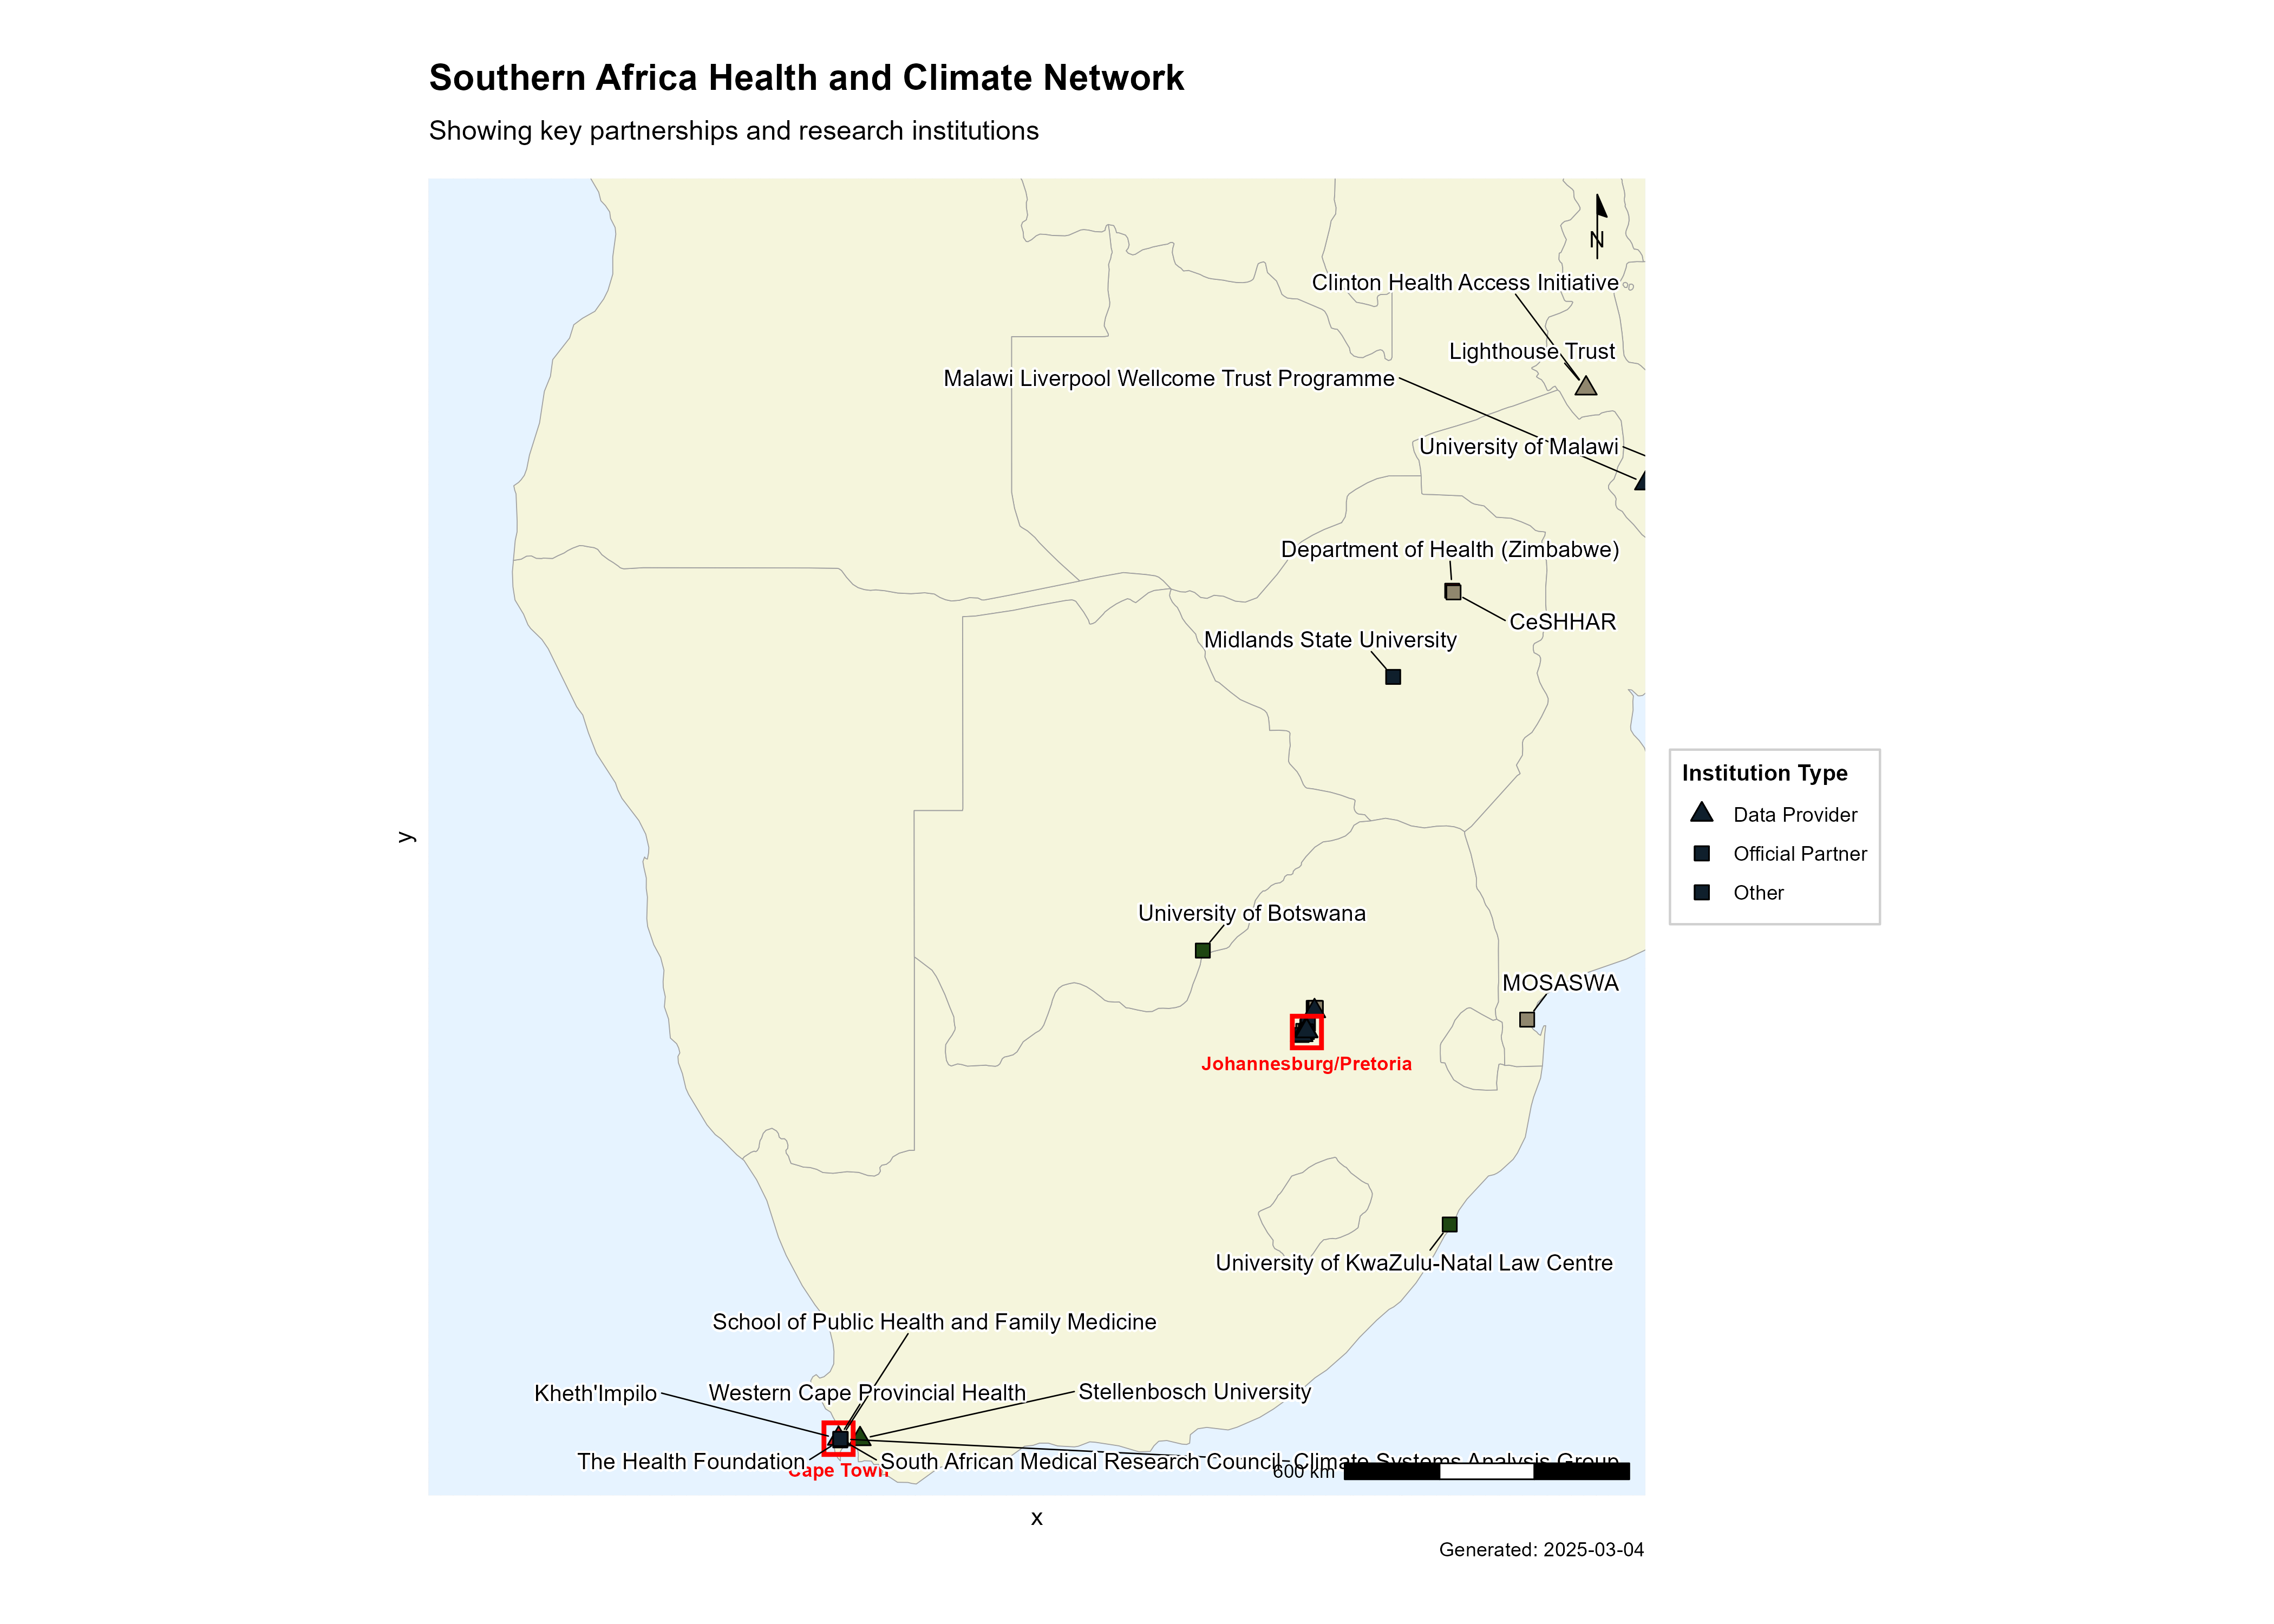 Southern Africa Health and Climate Network
Showing key partnerships and research institutions
N
Clinton Health Access Initiative
Lighthouse Trust
Malawi Liverpool Wellcome Trust Programme
University of Malawi
Department of Health (Zimbabwe)
CeSHHAR
Midlands State University
Institution Type
Data Provider
Official Partner
Other
y
University of Botswana
MOSASWA
Johannesburg/Pretoria
University of KwaZulu-Natal Law Centre
School of Public Health and Family Medicine
Kheth'Impilo
Western Cape Provincial Health
Stellenbosch University
The Health Foundation
South African Medical Research Council
Climate Systems Analysis Group
Cape Town
600 km
x
Generated: 2025-03-04